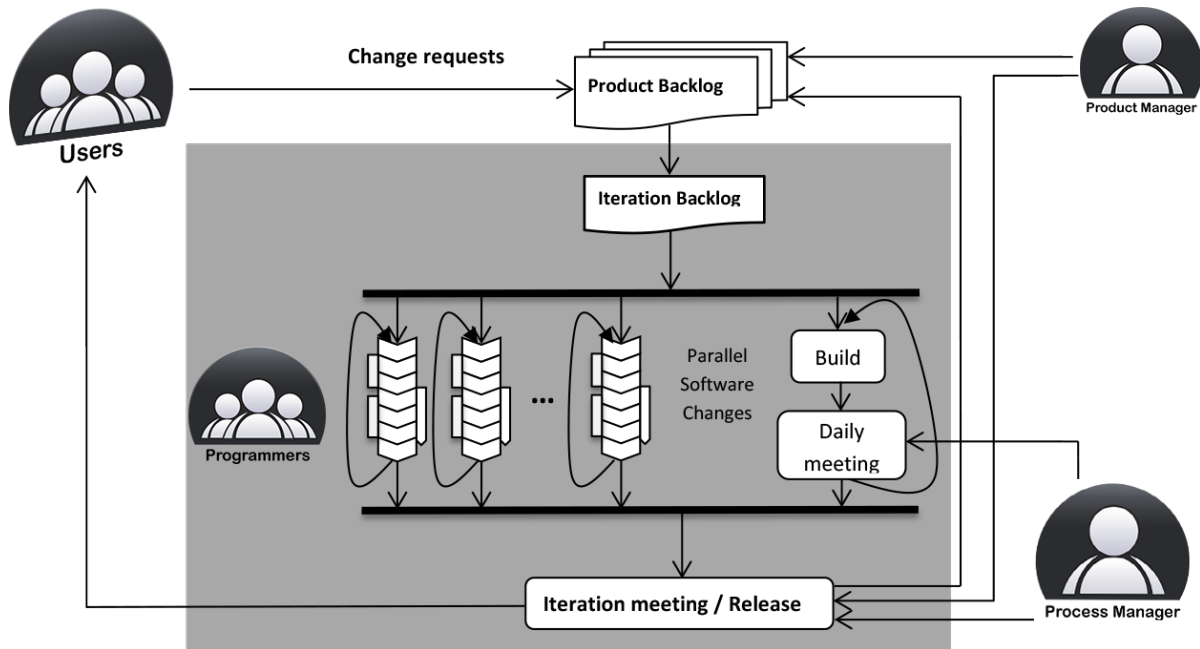 Change requests
Product Backlog
Product Manager
Users
Iteration Backlog
Parallel
Software
Changes
Build
...
Daily
meeting
Programmers
Iteration meeting / Release
Process Manager